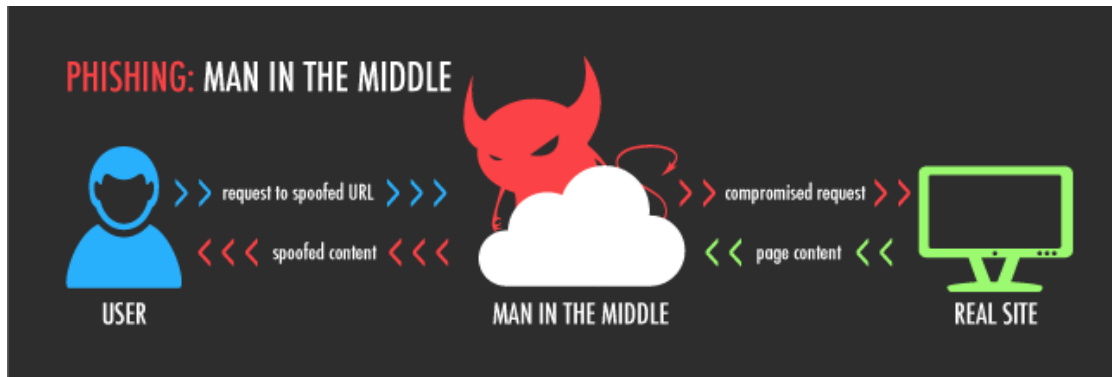 PHISHING: MAN IN THE MIDDLE
request to spoofed URL
compromised request
spoofed content
page content
USER
MAN IN THE MIDDLE
REAL SITE